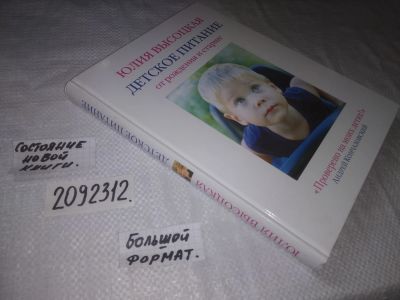 ЮЛИЯ ВЫСОЦКАЯ
ДЕТСКОЕ ПИТАНИЕ
от рождения и старше
«Проверено на моих детях!»
АНДРЕЙ КОНЧАЛОВСКИЙ
ЮЛИЯ ВЫСОЦКАЯ
ДЕТСКОЕ ПИТАНИЕ
СОСТОЯНИЕ
НОВОЙ
КНИГИ.
2092312.
БОЛЬШОЙ
ФОРМАТ.